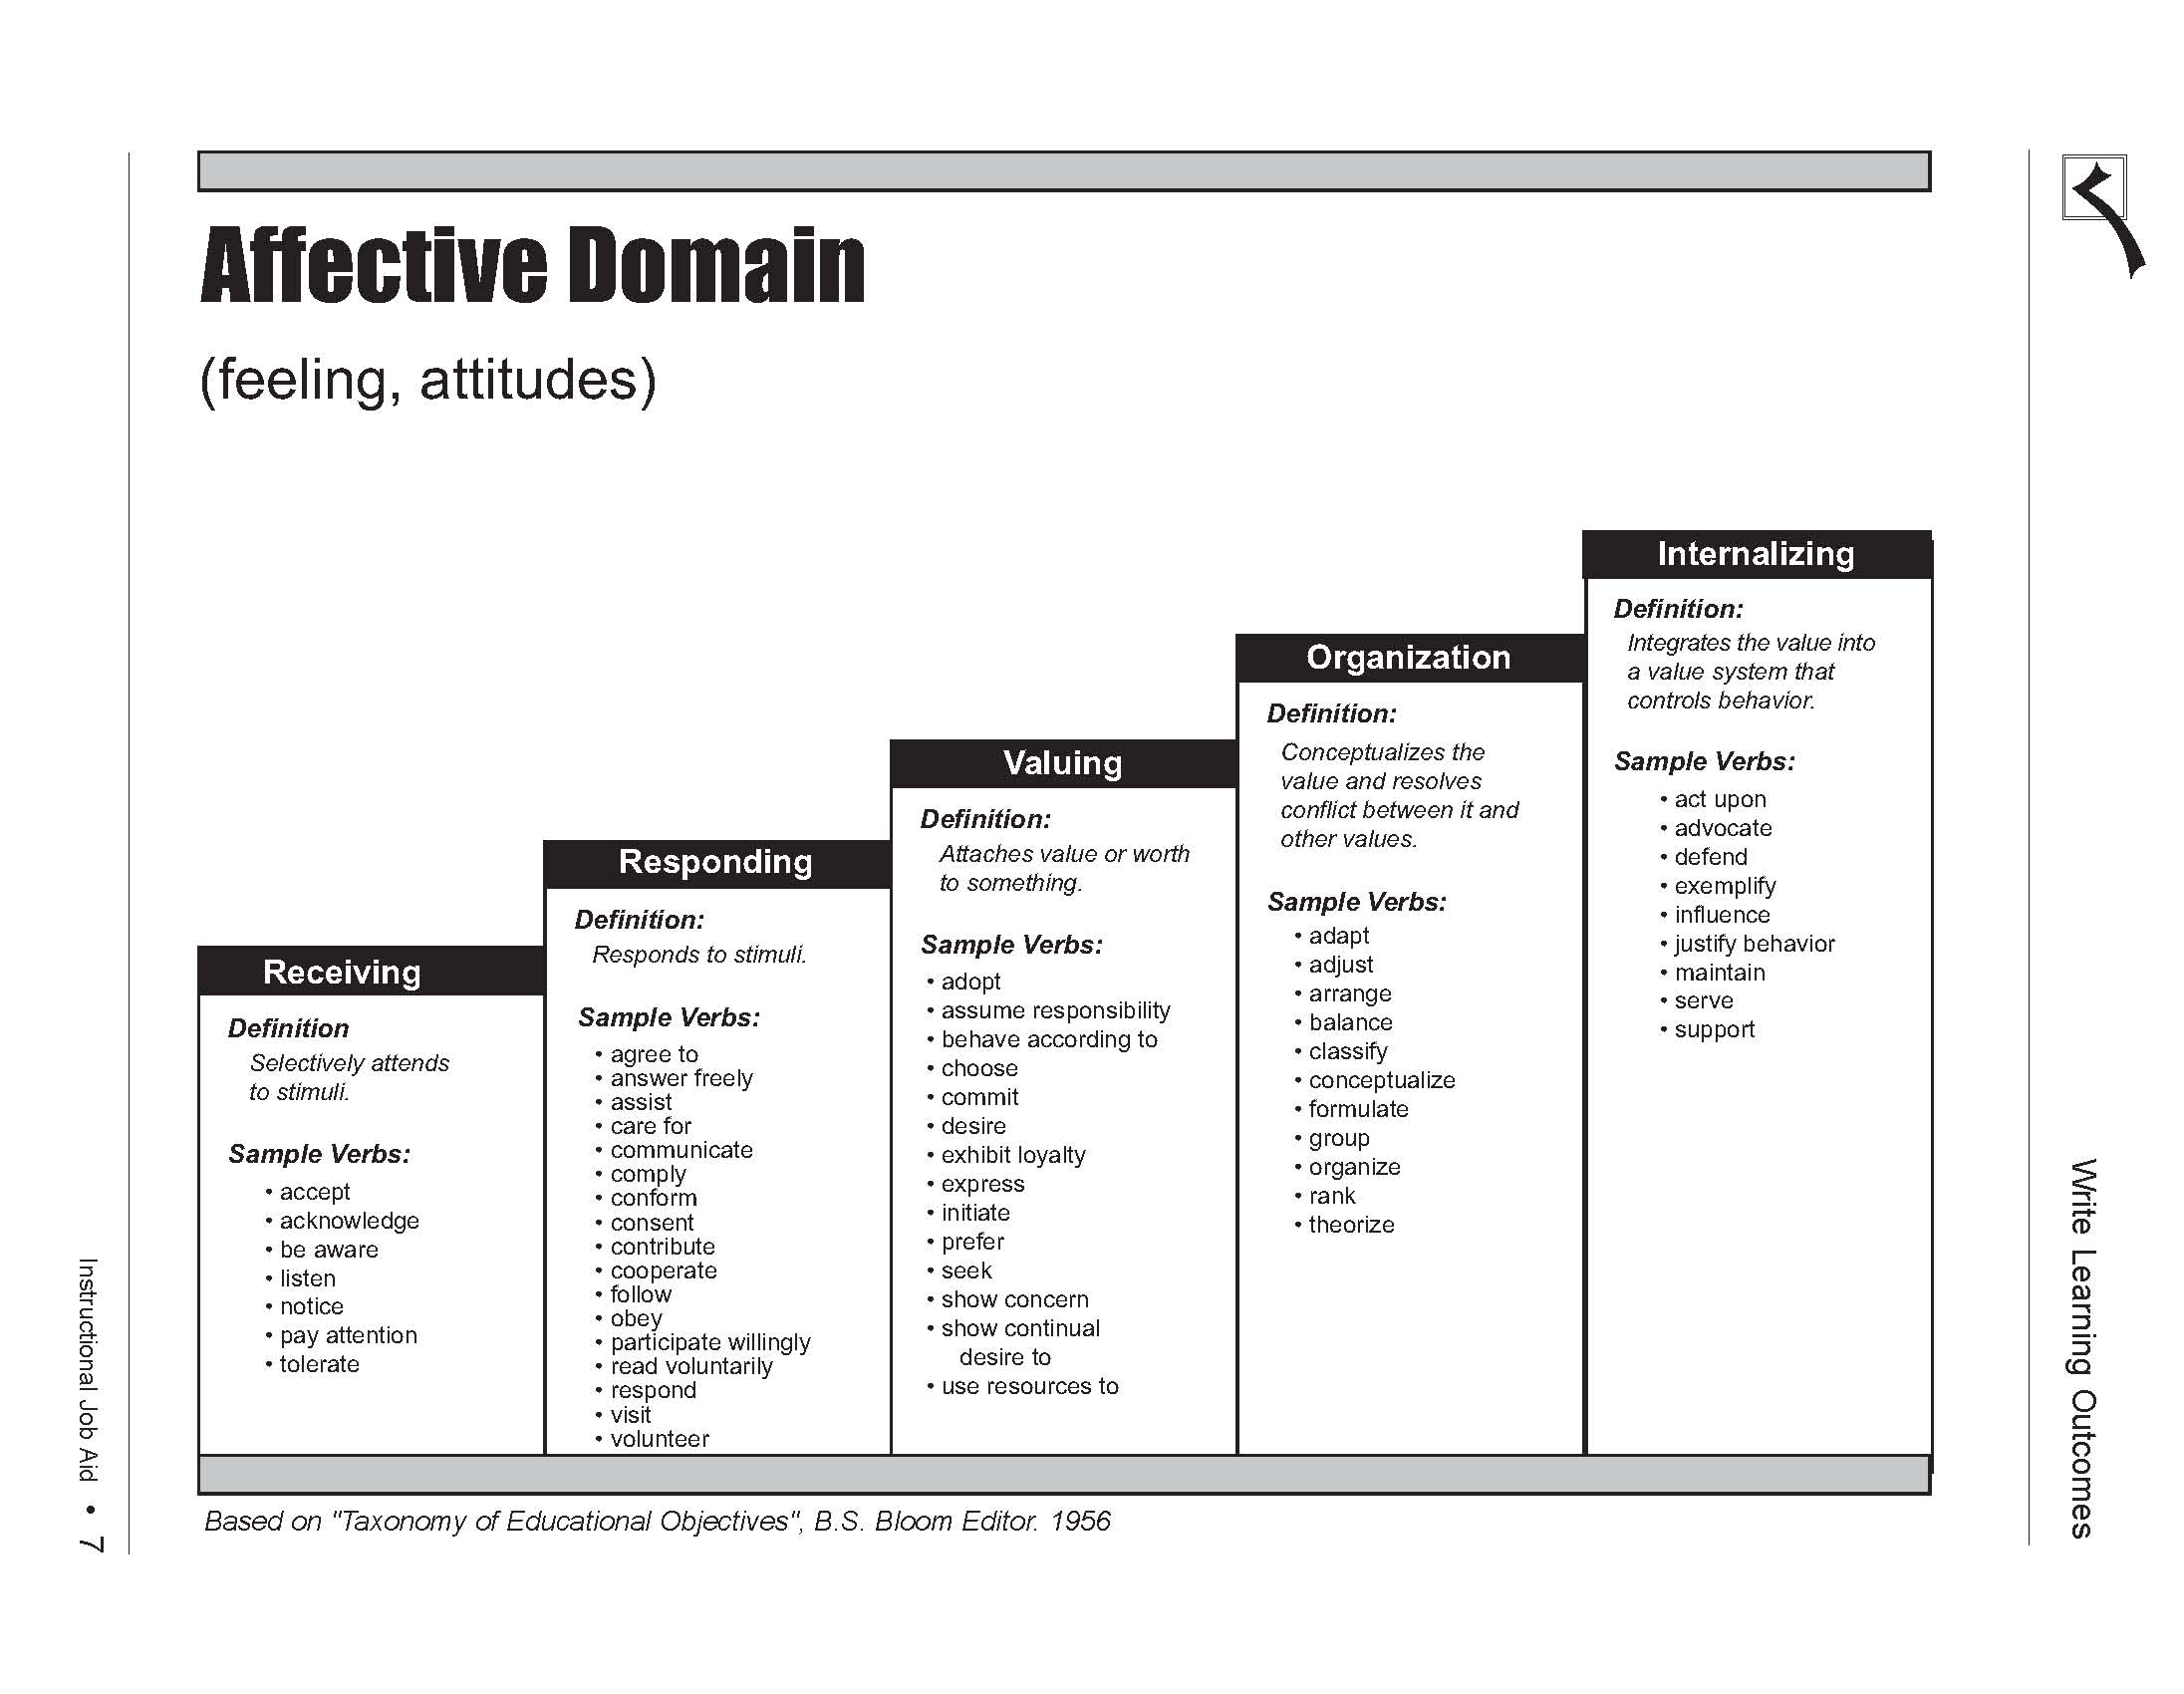 Affective Domain
(feeling, attitudes)
Receiving
Definition
Selectively attends
to stimuli.
Sample Verbs:
• accept
• acknowledge
• be aware
• listen
• notice
• pay attention
• tolerate
Responding
Definition:
Responds to stimuli.
Sample Verbs:
• agree to
• answer freely
• assist
• care for
• communicate
• comply
• conform
• consent
• contribute
• cooperate
• follow
• obey
• participate willingly
• read voluntarily
• respond
• visit
• volunteer
Valuing
Definition:
Attaches value or worth
to something.
Sample Verbs:
• adopt
• assume responsibility
• behave according to
• choose
• commit
• desire
• exhibit loyalty
• express
• initiate
• prefer
• seek
• show concern
• show continual
desire to
• use resources to
Organization
Definition:
Conceptualizes the
value and resolves
conflict between it and
other values.
Sample Verbs:
• adapt
• adjust
• arrange
• balance
• classify
• conceptualize
• formulate
• group
• organize
• rank
• theorize
Internalizing
Definition:
Integrates the value into
a value system that
controls behavior.
Sample Verbs:
• act upon
• advocate
• defend
• exemplify
• influence
• justify behavior
• maintain
• serve
• support
Based on "Taxonomy of Educational Objectives", B.S. Bloom Editor. 1956
Instructional Job Aid • 7
Write Learning Outcomes